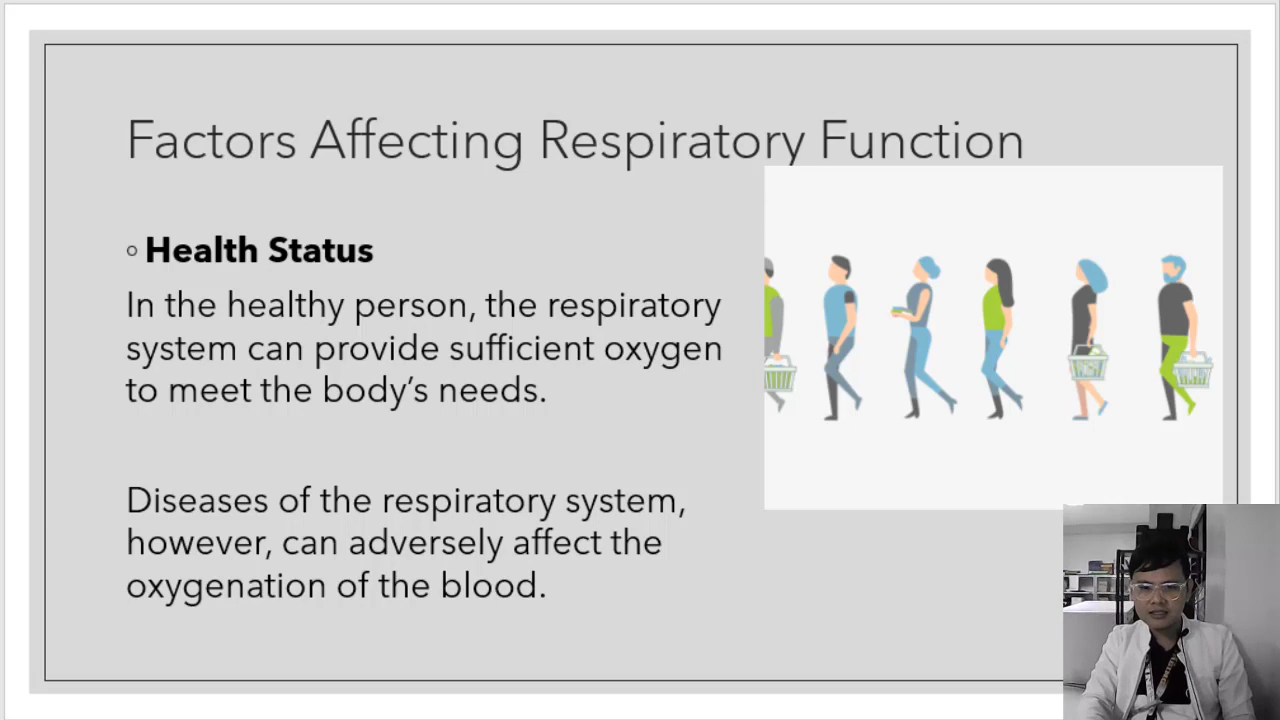 Factors Affecting Respiratory Function
◦ Health Status
In the healthy person, the respiratory
system can provide sufficient oxygen
to meet the body’s needs.
Diseases of the respiratory system,
however, can adversely affect the
oxygenation of the blood.